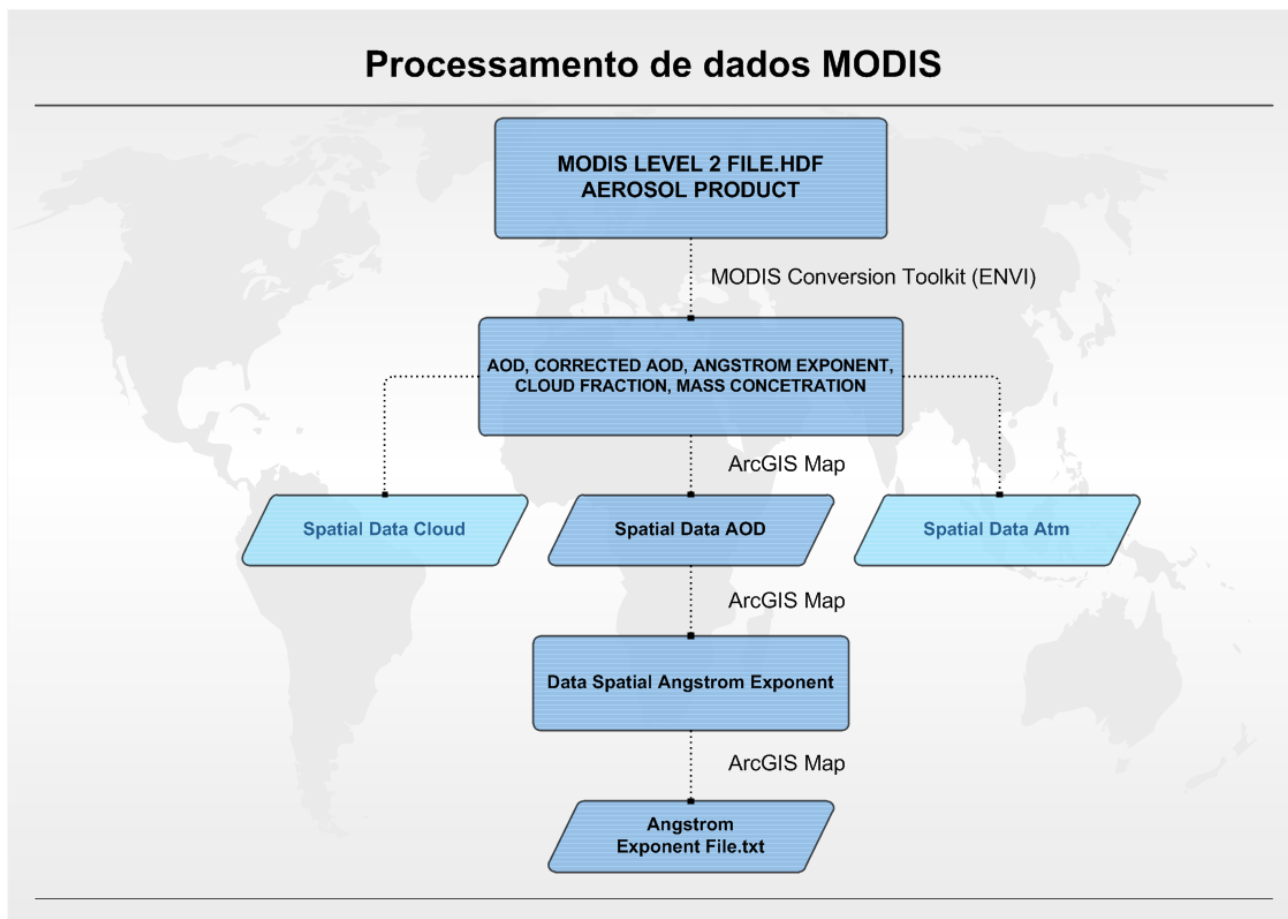 Processamento de dados MODIS
MODIS LEVEL 2 FILE.HDF
AEROSOL PRODUCT
MODIS Conversion Toolkit (ENVI)
AOD, CORRECTED AOD, ANGSTROM EXPONENT,
CLOUD FRACTION, MASS CONCETRATION
ArcGIS Map
Spatial Data Cloud
Spatial Data AOD
Spatial Data Atm
ArcGIS Map
Data Spatial Angstrom Exponent
ArcGIS Map
Angstrom
Exponent File.txt